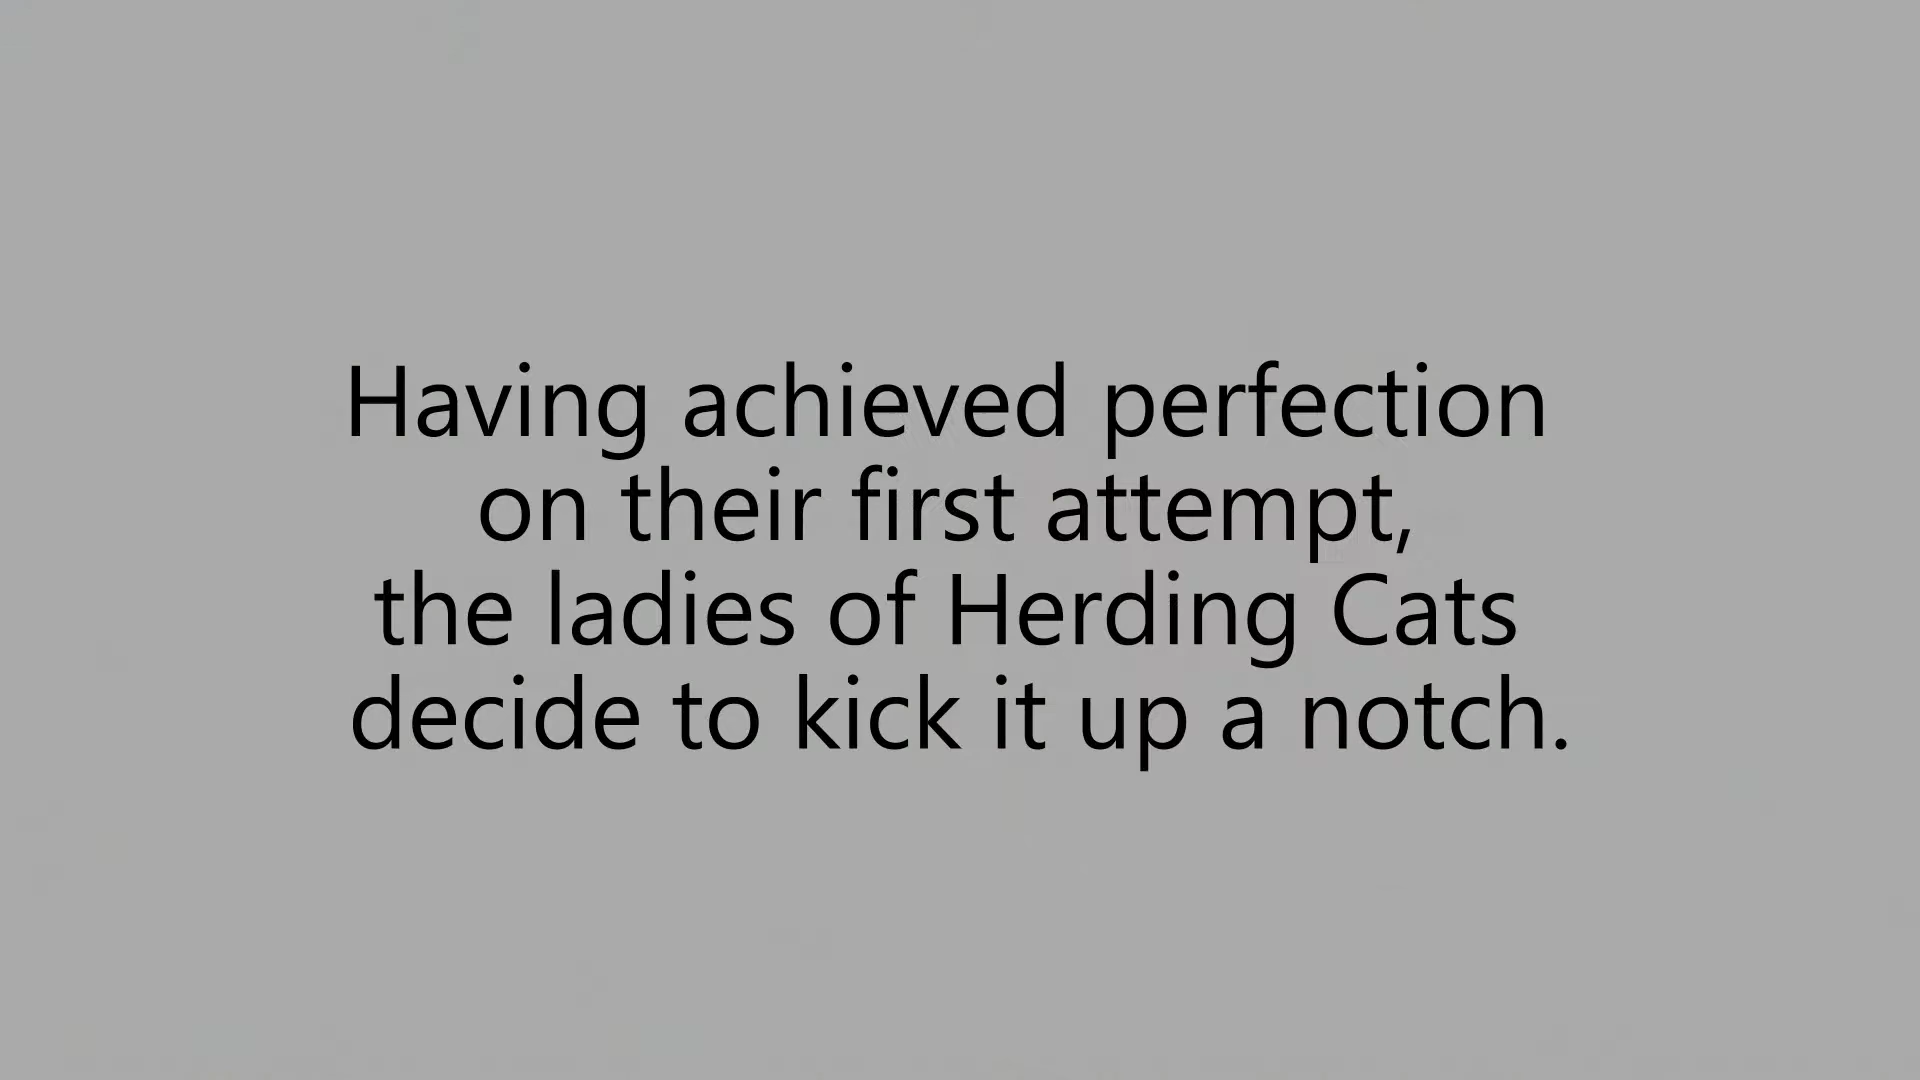 Having achieved perfection
on their first attempt,
the ladies of Herding Cats
decide to kick it up a notch.